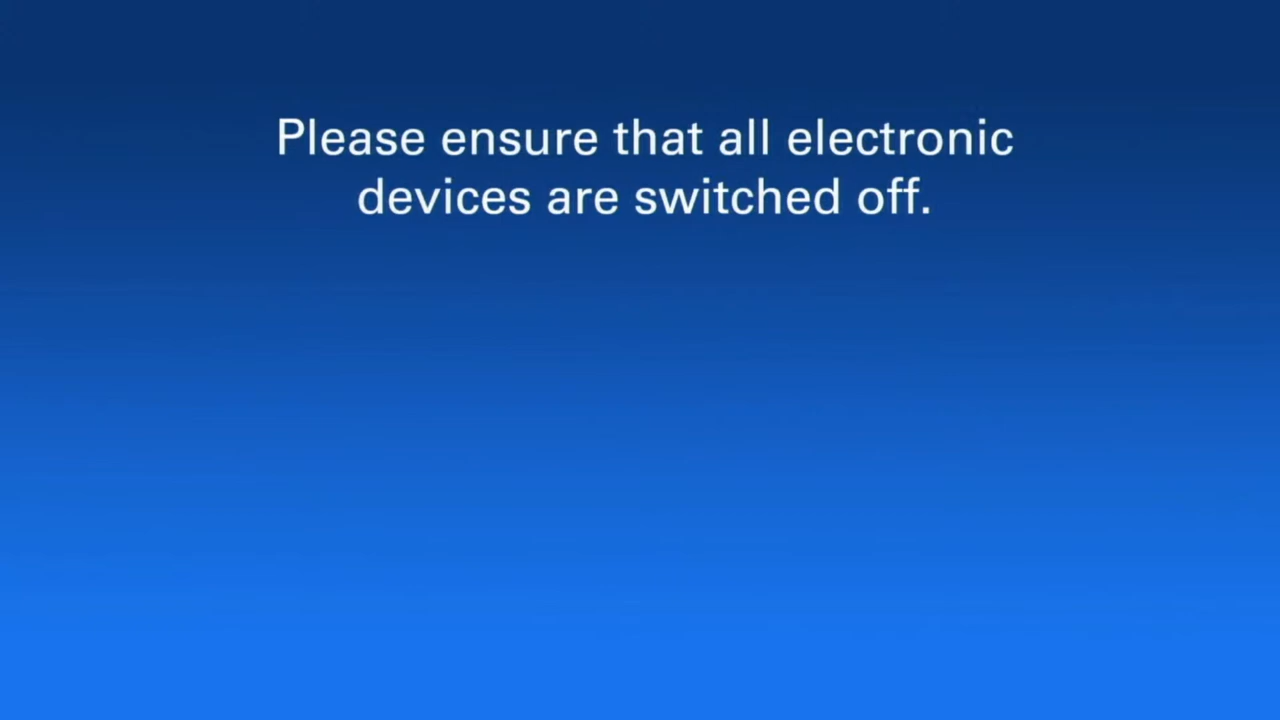 Please ensure that all electronic
devices are switched off.